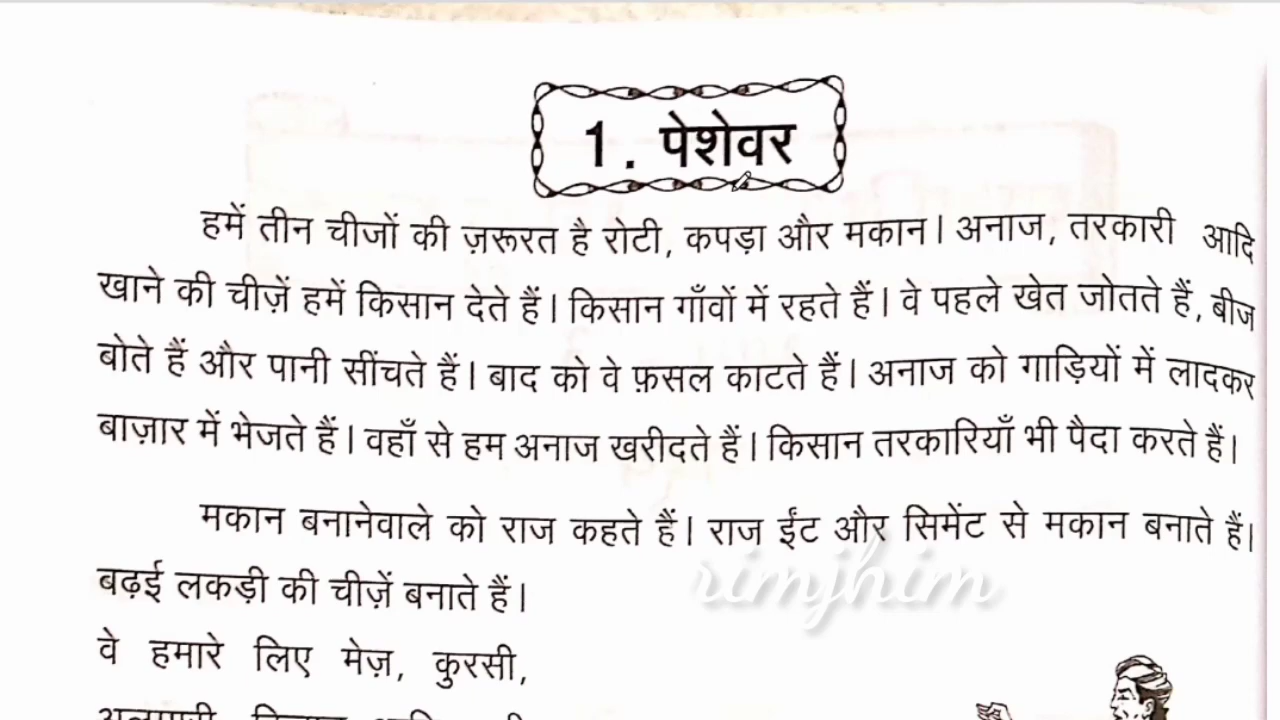 1. पेशेवर
हमें तीन चीजों की ज़रूरत है रोटी, कपड़ा और मकान। अनाज, तरकारी आदि
खाने की चीज़ें हमें किसान देते हैं। किसान गाँवों में रहते हैं। वे पहले खेत जोतते हैं, बीज
बोते हैं और पानी सींचते हैं। बाद को वे फ़सल काटते हैं। अनाज को गाड़ियों में लादकर
बाज़ार में भेजते हैं। वहाँ से हम अनाज खरीदते हैं। किसान तरकारियाँ भी पैदा करते हैं।
मकान बनानेवाले को राज कहते हैं। राज ईंट और सिमेंट से मकान बनाते हैं।
rimjhim
बढ़ई लकड़ी की चीज़ें बनाते हैं।
वे हमारे लिए मेज़, कुरसी,